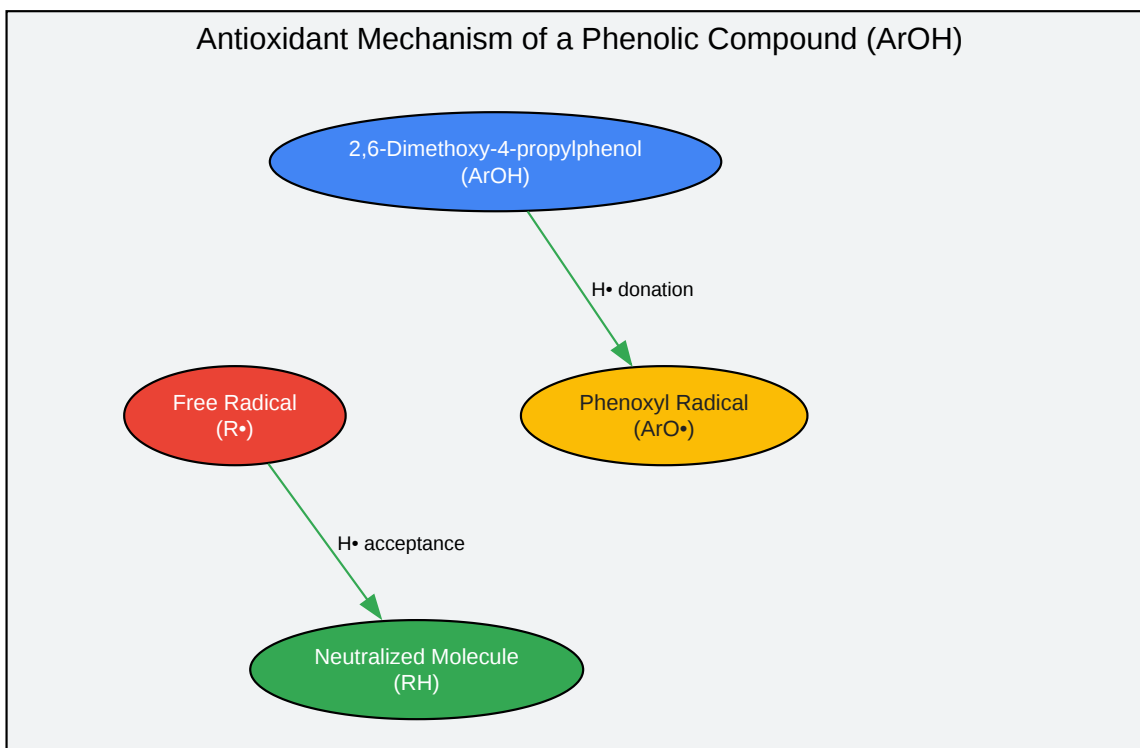 Antioxidant Mechanism of a Phenolic Compound (ArOH)
2,6-Dimethoxy-4-propylphenol
(ArOH)
H• donation
Free Radical
(R•)
Phenoxyl Radical
(ArO•)
H• acceptance
Neutralized Molecule
(RH)